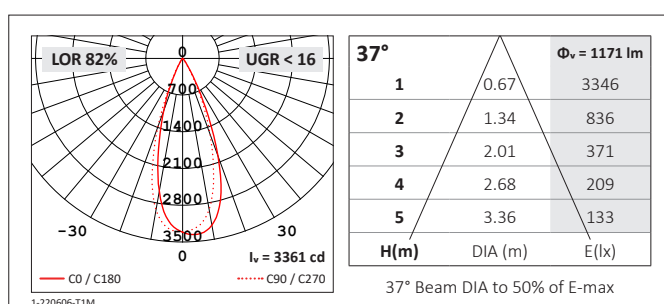 LOR 82%
UGR < 16
0
700
1400
2100
2800
3500
-30
0
30
Iᵥ = 3361 cd
C0 / C180
C90 / C270
1-220606-T1M
37°
Φᵥ = 1171 lm
1 0.67 3346
2 1.34 836
3 2.01 371
4 2.68 209
5 3.36 133
H(m) DIA (m) E(lx)
37° Beam DIA to 50% of E-max